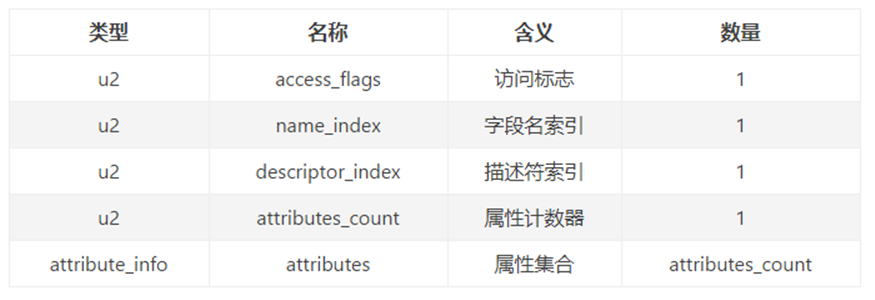 类型 名称 含义 数量
u2 access_flags 访问标志 1
u2 name_index 字段名索引 1
u2 descriptor_index 描述符索引 1
u2 attributes_count 属性计数器 1
attribute_info attributes 属性集合 attributes_count